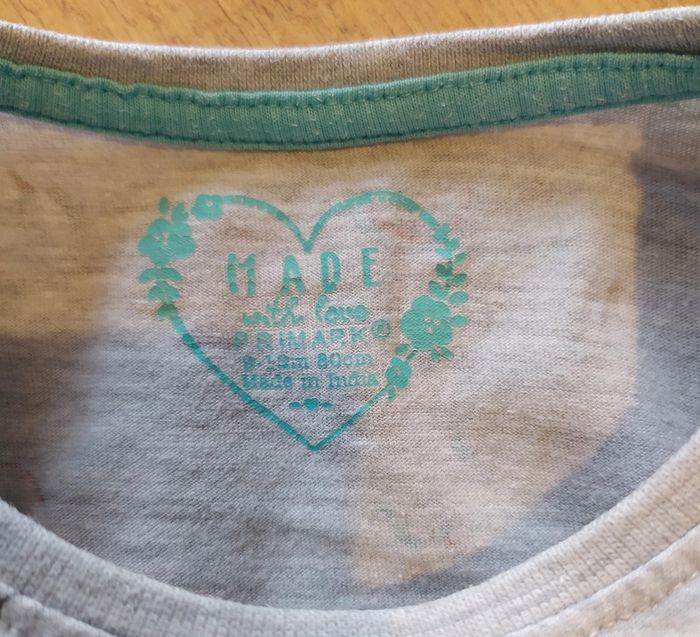 MADE
with love
PRIMARK®
9-12m 80cm
Made in India